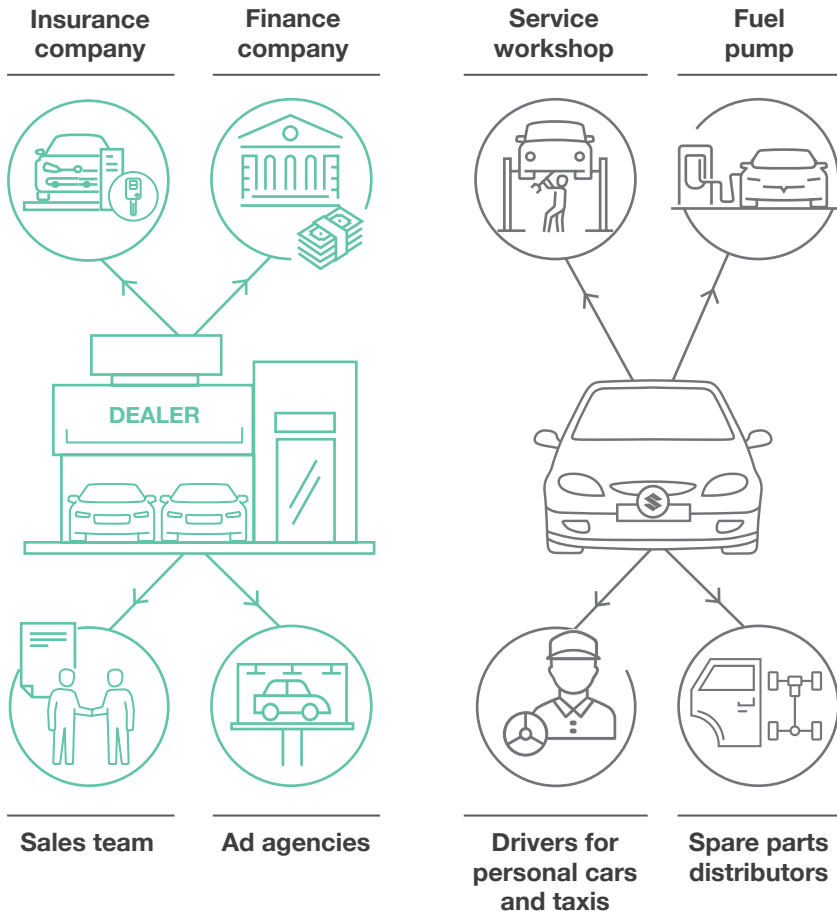 Insurance
company
Finance
company
Service
workshop
Fuel
pump
DEALER
Sales team
Ad agencies
Drivers for
personal cars
and taxis
Spare parts
distributors